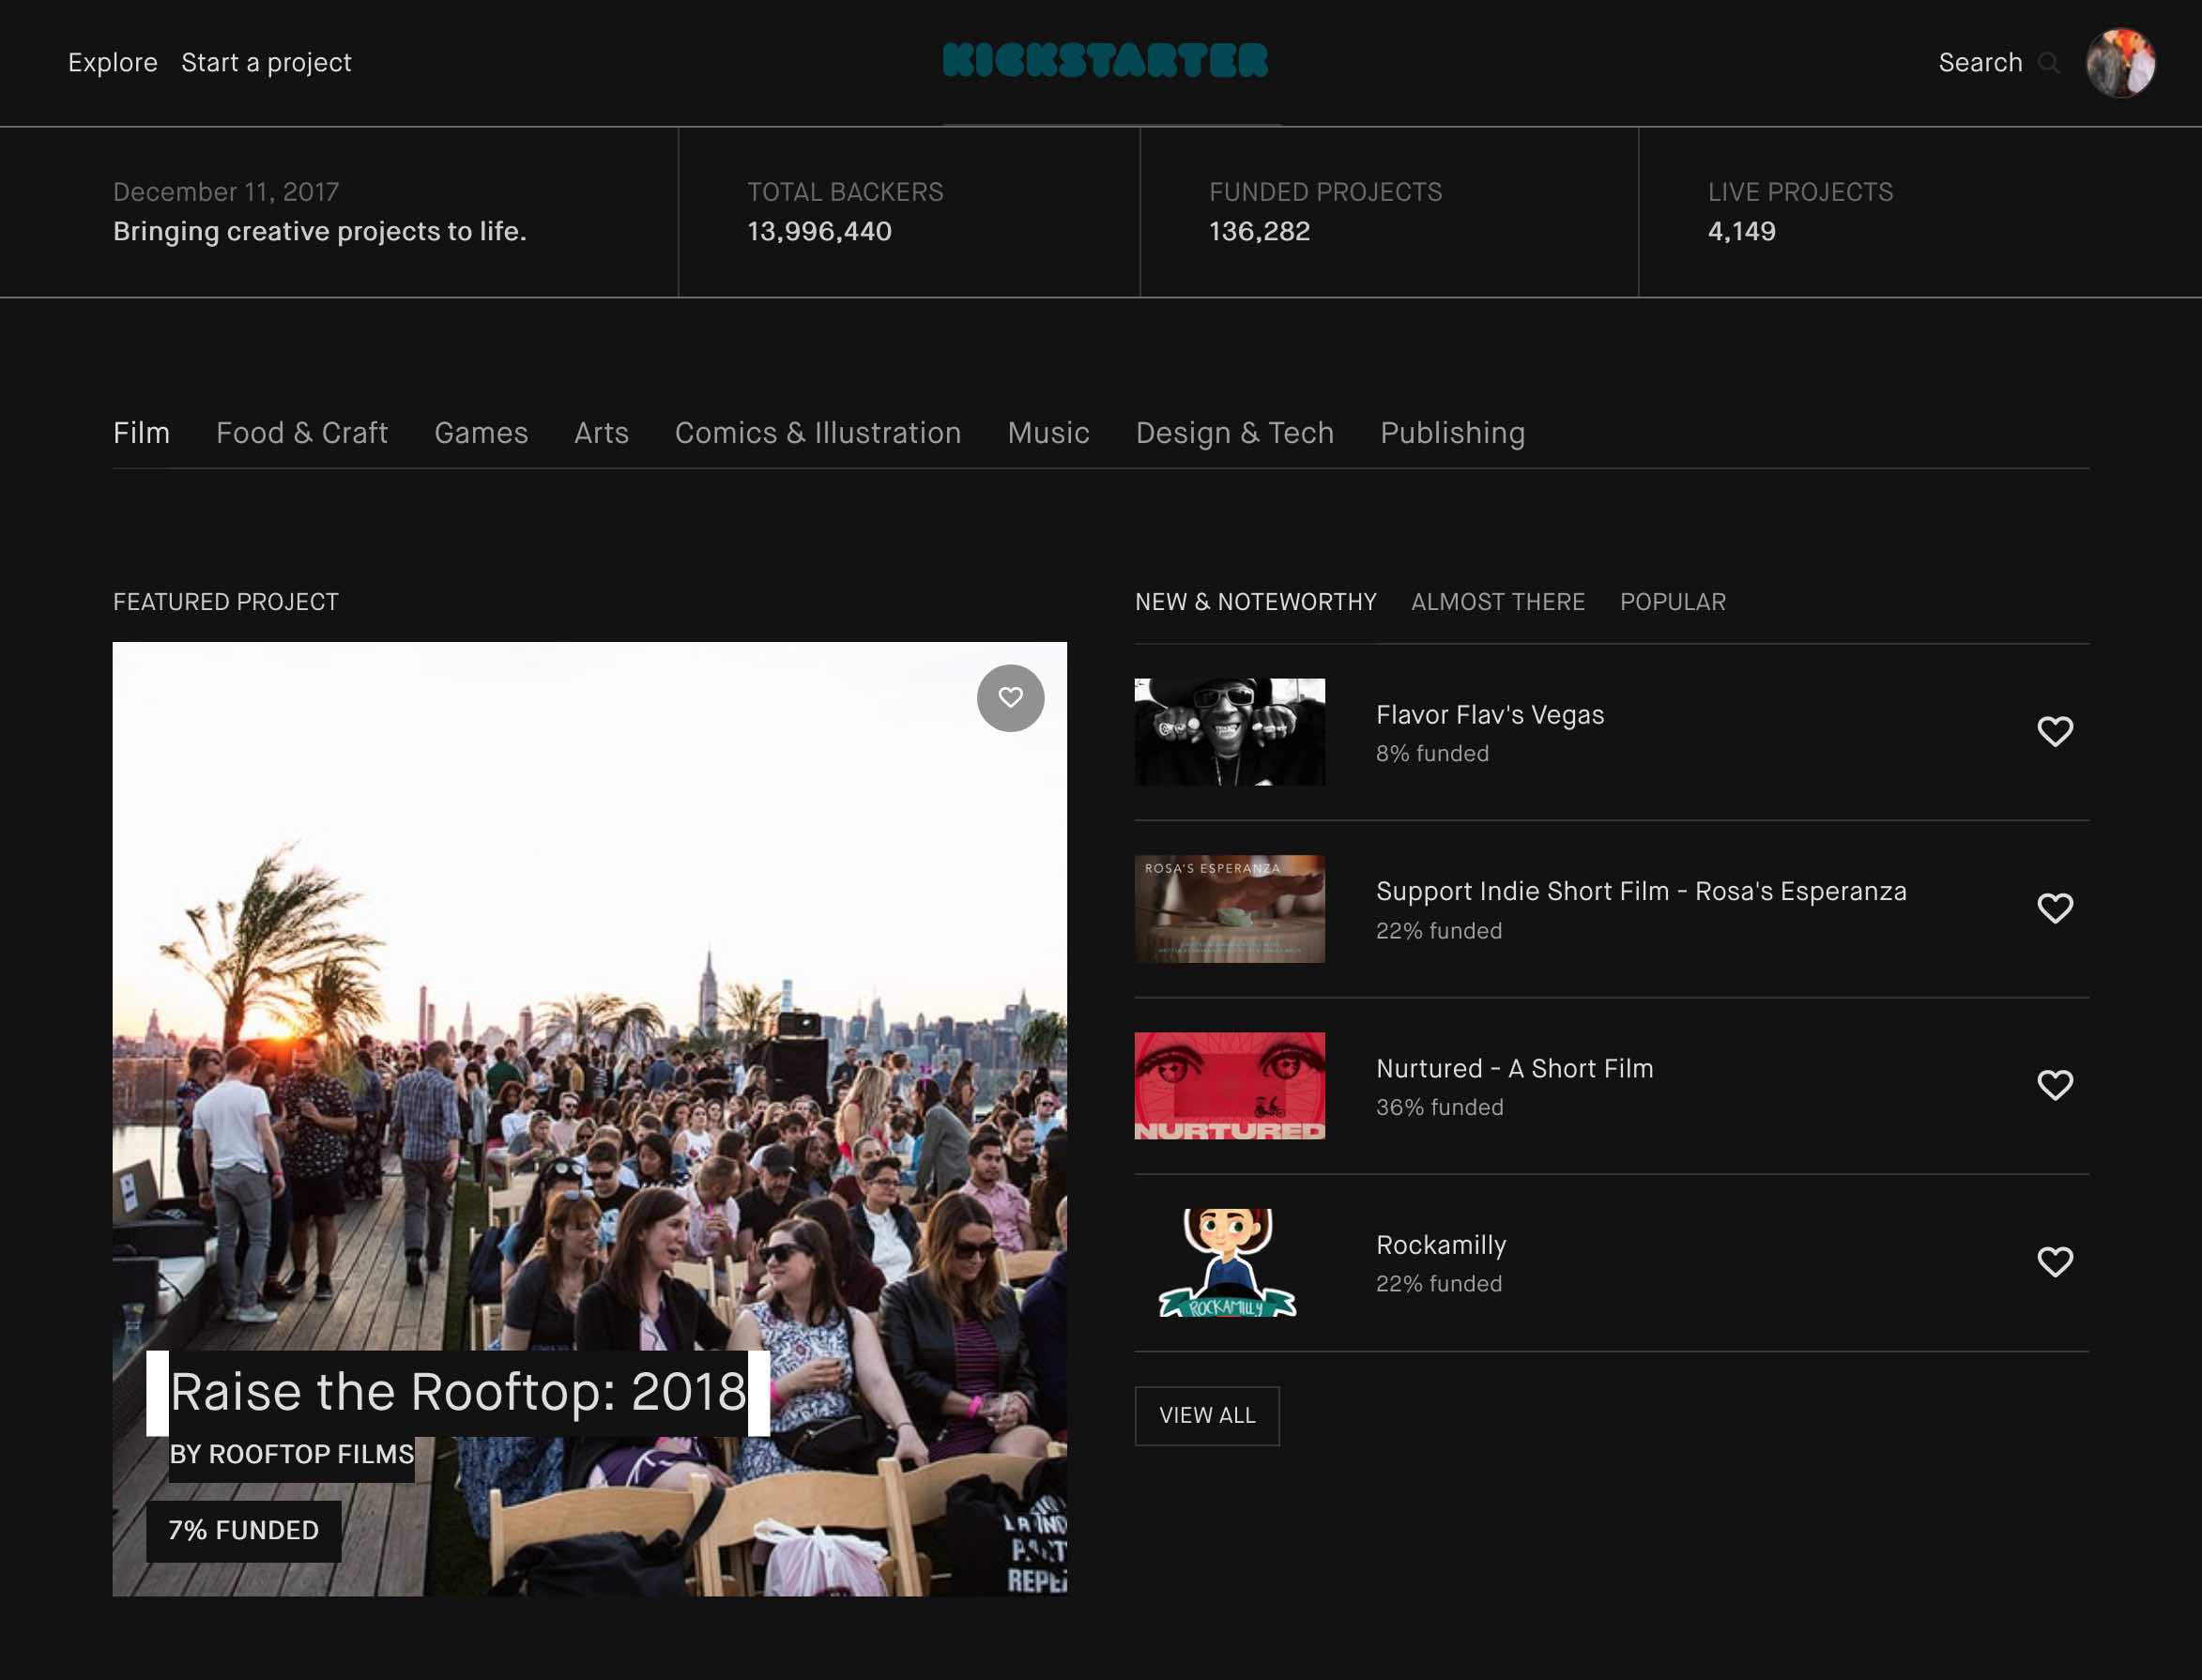 Explore Start a project
KICKSTARTER
Search
December 11, 2017
Bringing creative projects to life.
TOTAL BACKERS
13,996,440
FUNDED PROJECTS
136,282
LIVE PROJECTS
4,149
Film Food & Craft Games Arts Comics & Illustration Music Design & Tech Publishing
FEATURED PROJECT
Raise the Rooftop: 2018
BY ROOFTOP FILMS
7% FUNDED
NEW & NOTEWORTHY ALMOST THERE POPULAR
Flavor Flav's Vegas
8% funded
ROSA'S ESPERANZA
Support Indie Short Film - Rosa's Esperanza
22% funded
NURTURED
Nurtured - A Short Film
36% funded
ROCKAMILLY
Rockamilly
22% funded
VIEW ALL